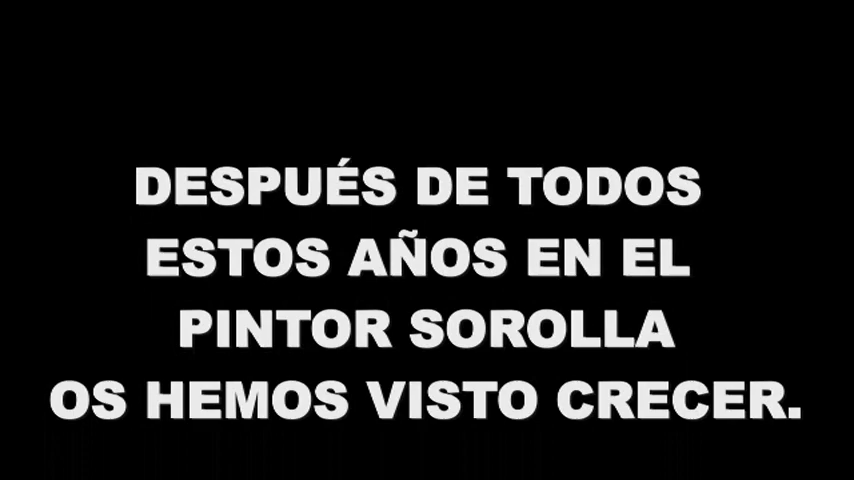 DESPUÉS DE TODOS
ESTOS AÑOS EN EL
PINTOR SOROLLA
OS HEMOS VISTO CRECER.